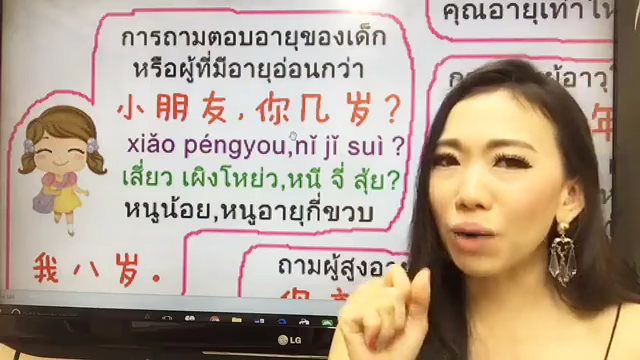 การถามตอบอายุของเด็ก
หรือผู้ที่มีอายุอ่อนกว่า
小朋友,你几岁?
xiǎo péngyou,nǐ jǐ suì ?
เสี่ยว เผิงโหย่ว,หนี จี่ สุ้ย?
หนูน้อย,หนูอายุกี่ขวบ
我八岁.
คุณอายุเท่า
ถามผู้สูงอา
LG